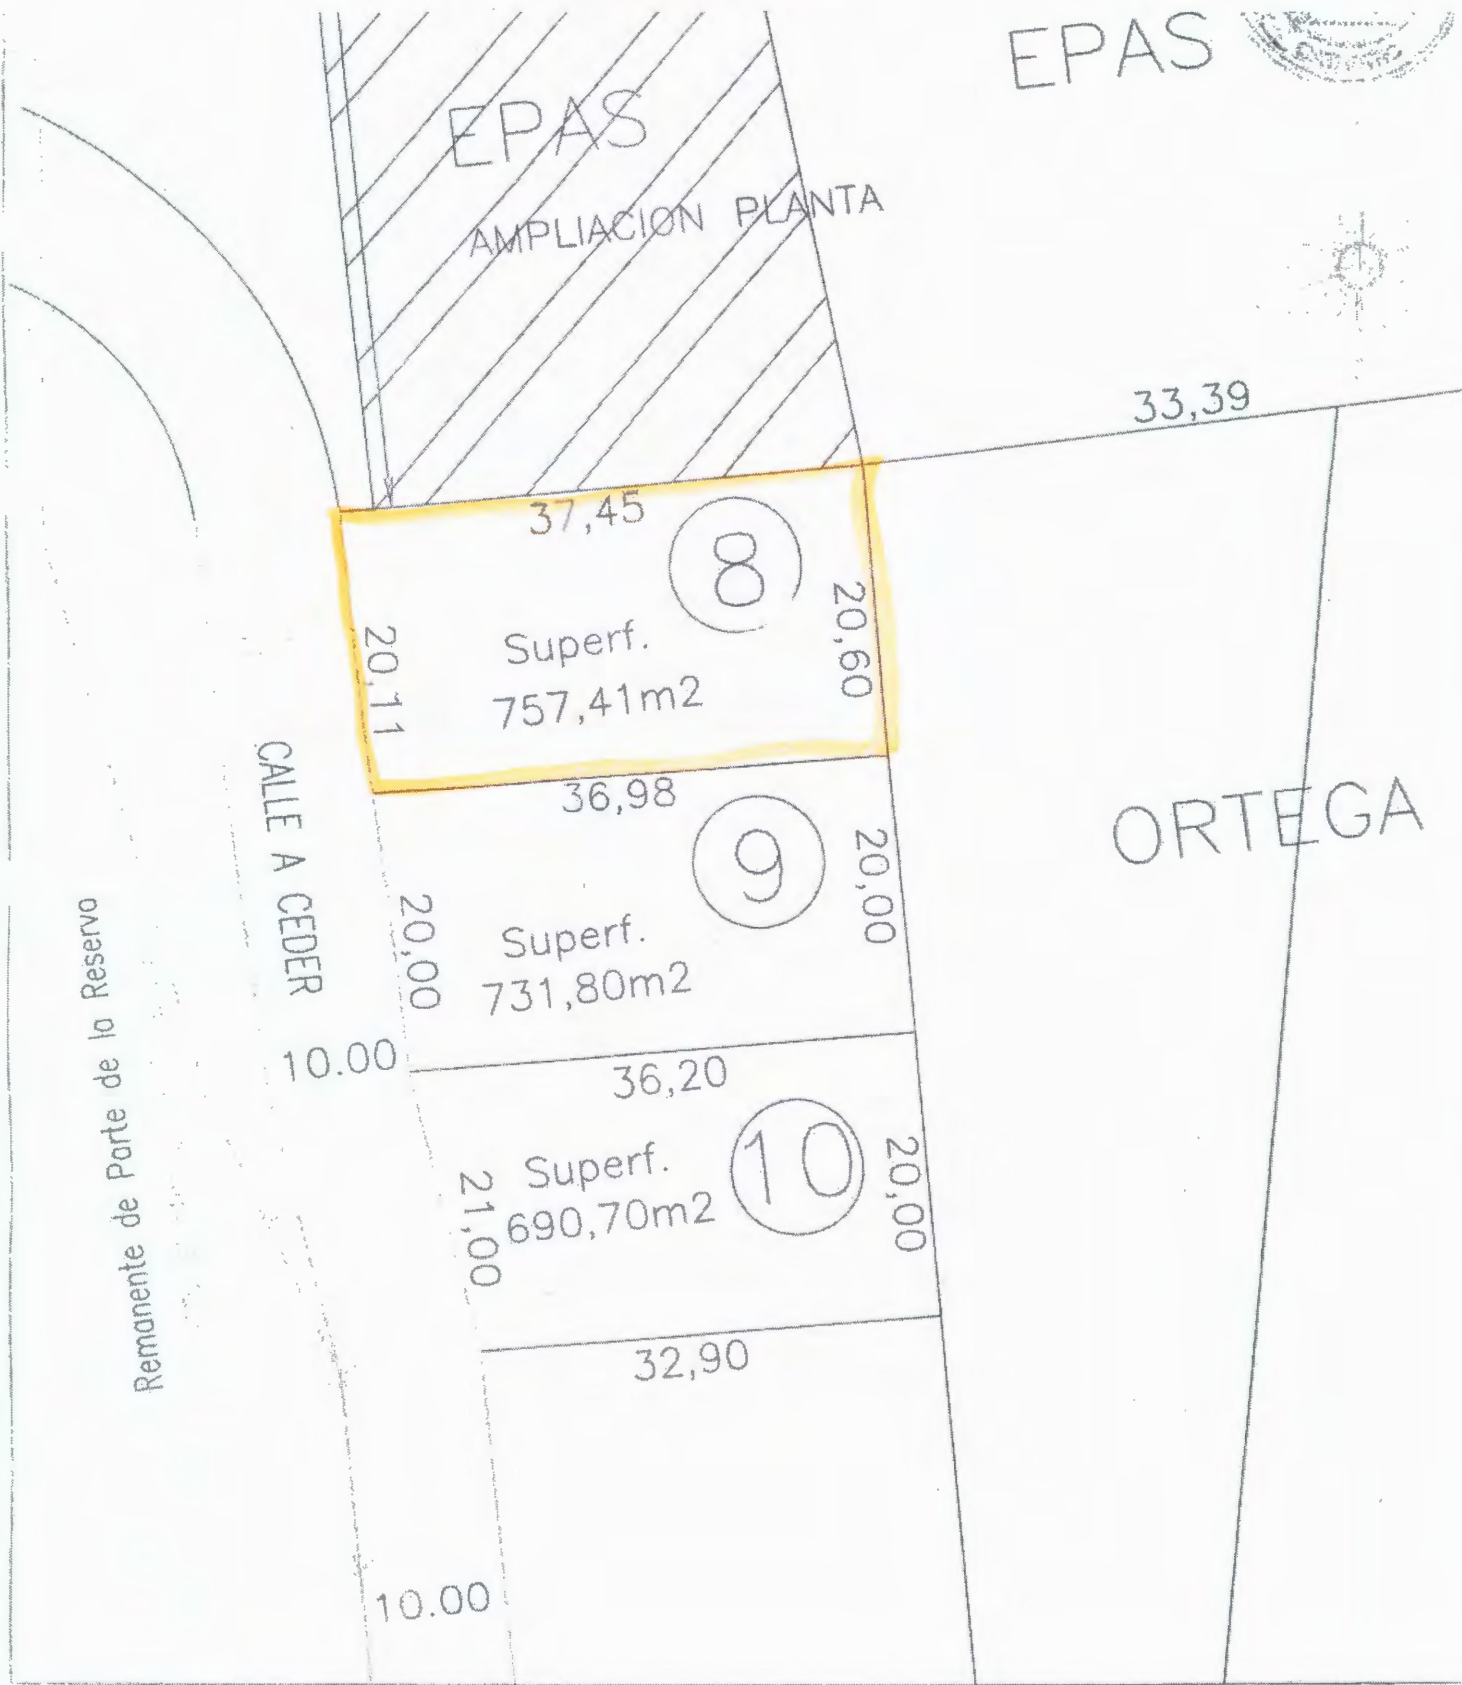 EPAS
EPAS
AMPLIACION PLANTA
33,39
37,45
8
20,11
Superf.
757,41m2
20,60
36,98
9
CALLE A CEDER
20,00
Superf.
731,80m2
20,00
ORTEGA
Remanente de Parte de la Reserva
10.00
36,20
10
21,00
Superf.
690,70m2
20,00
32,90
10.00